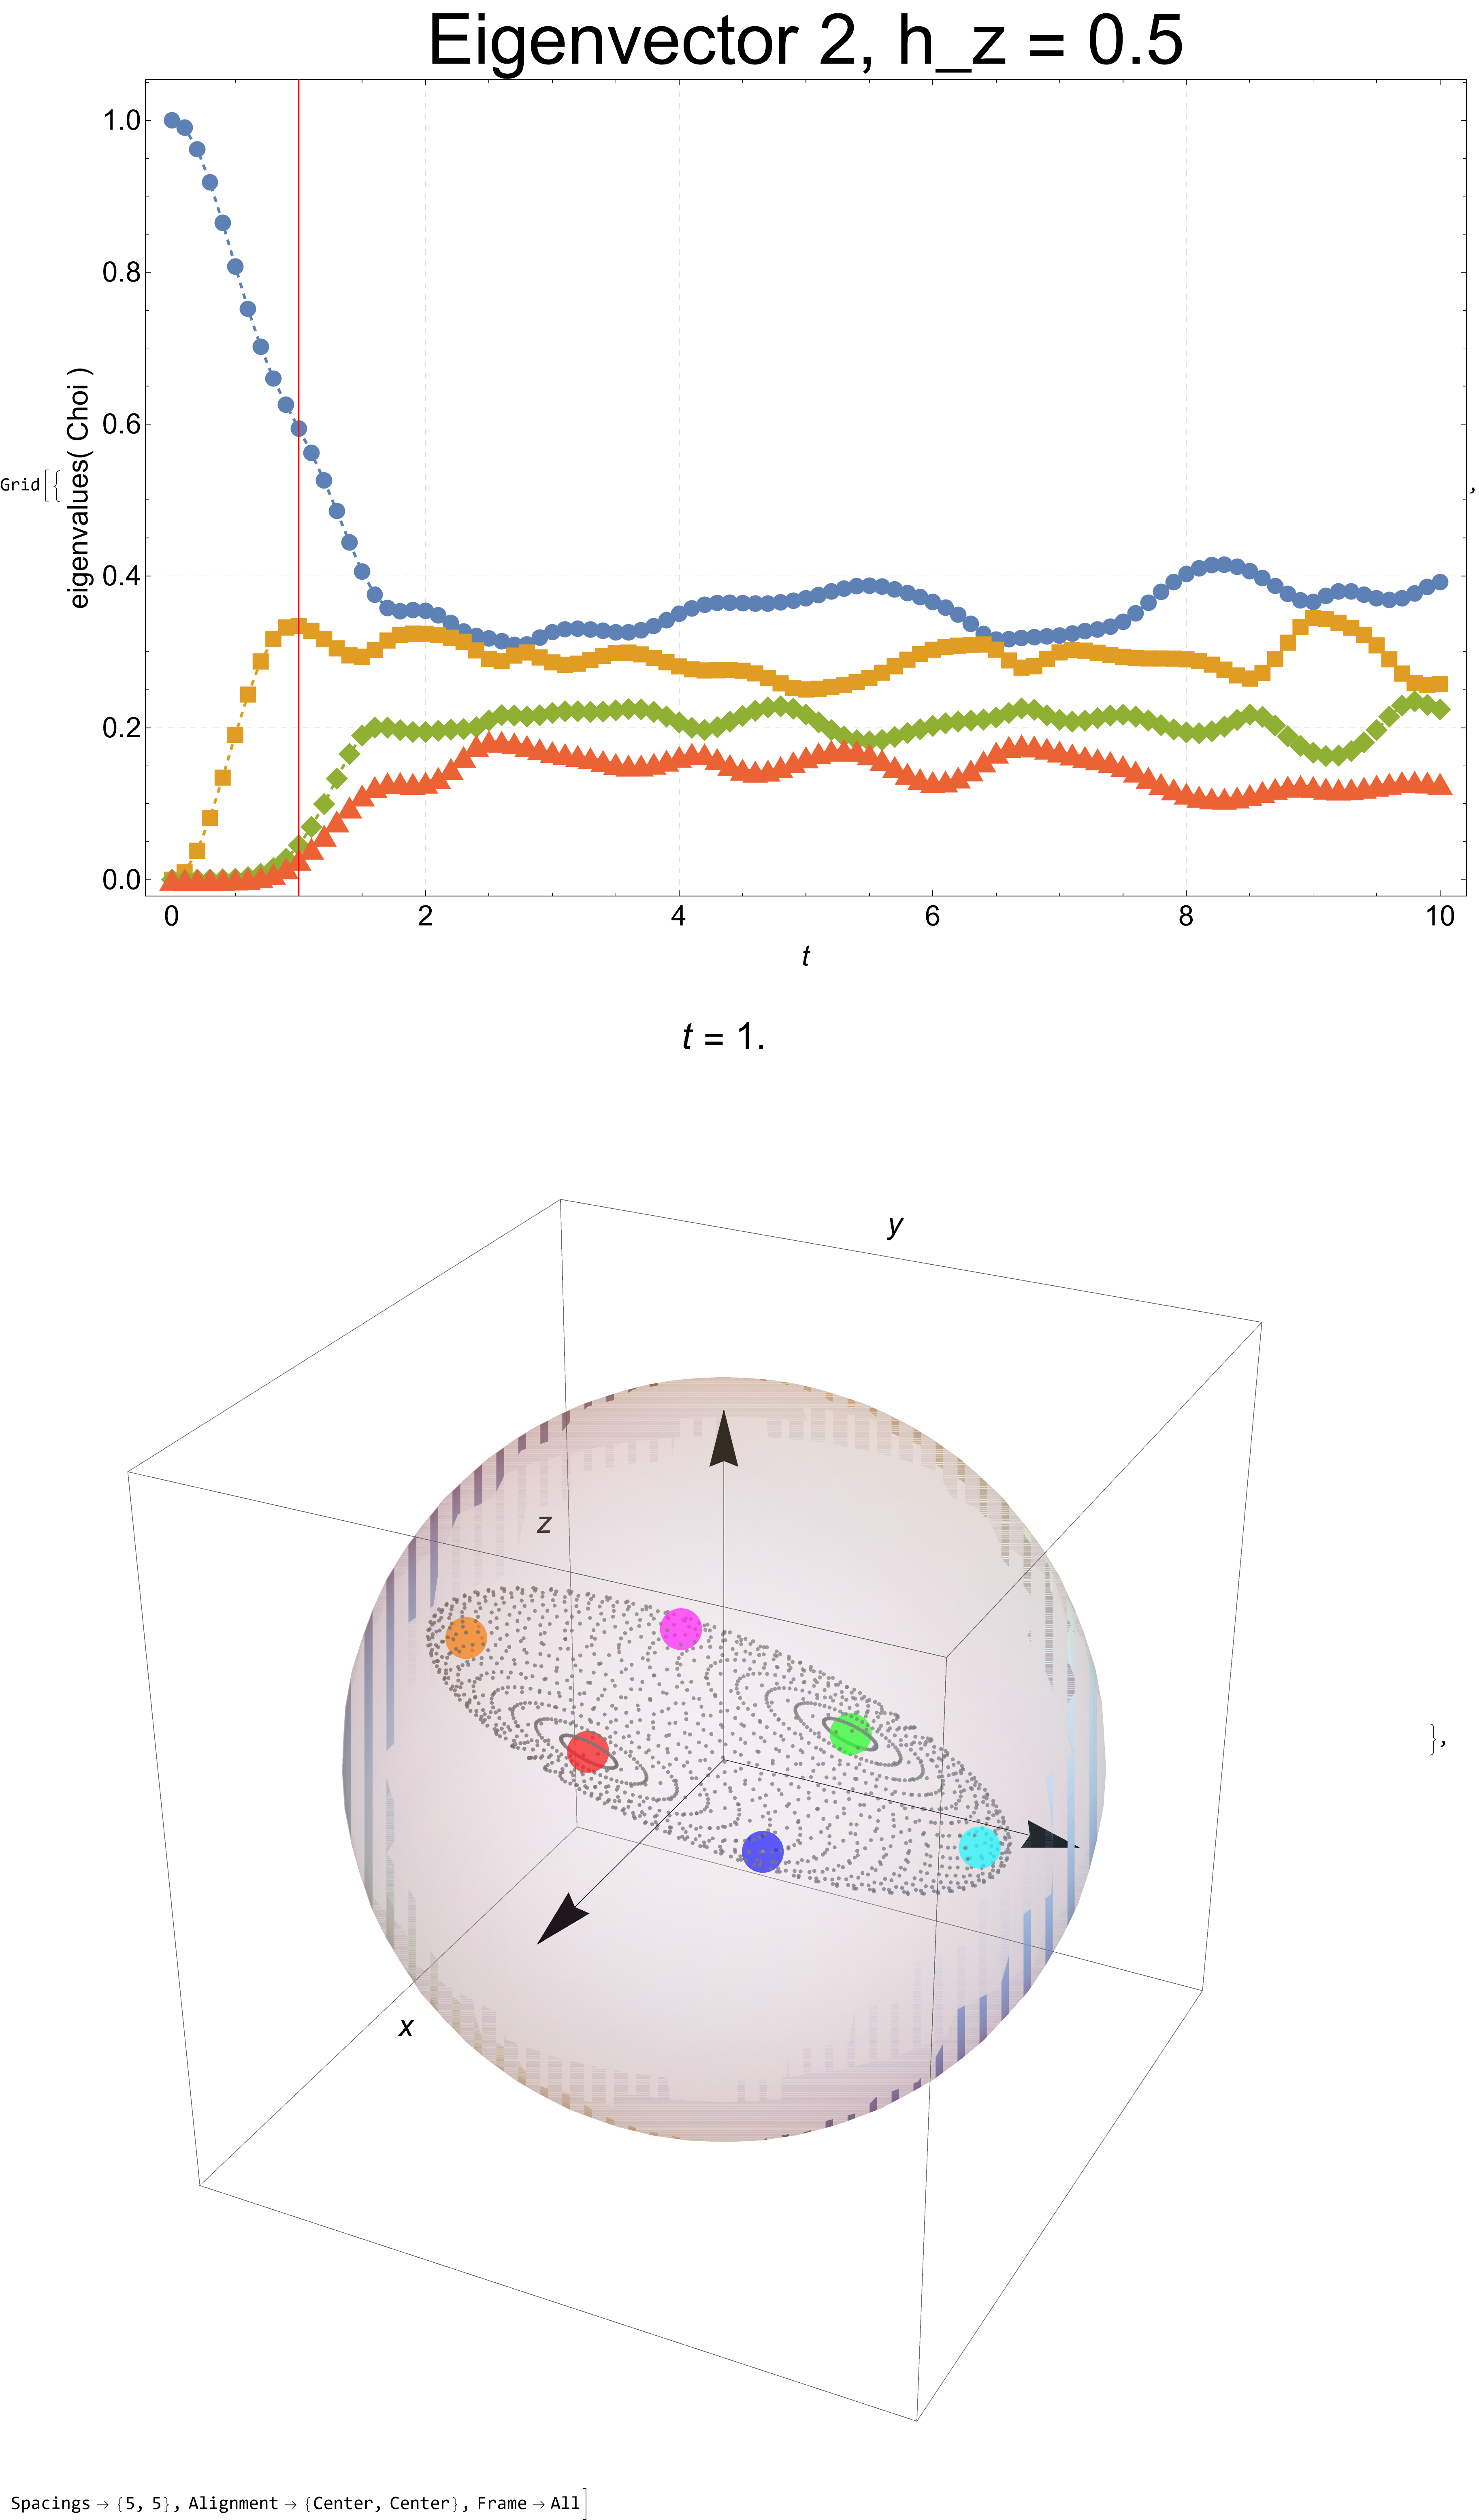 Eigenvector 2, h_z = 0.5
1.0
0.8
0.6
0.4
0.2
0.0
eigenvalues( Choi )
Grid[{
,
0 2 4 6 8 10
t
t = 1.
y
z
x
},
Spacings → {5, 5}, Alignment → {Center, Center}, Frame → All]